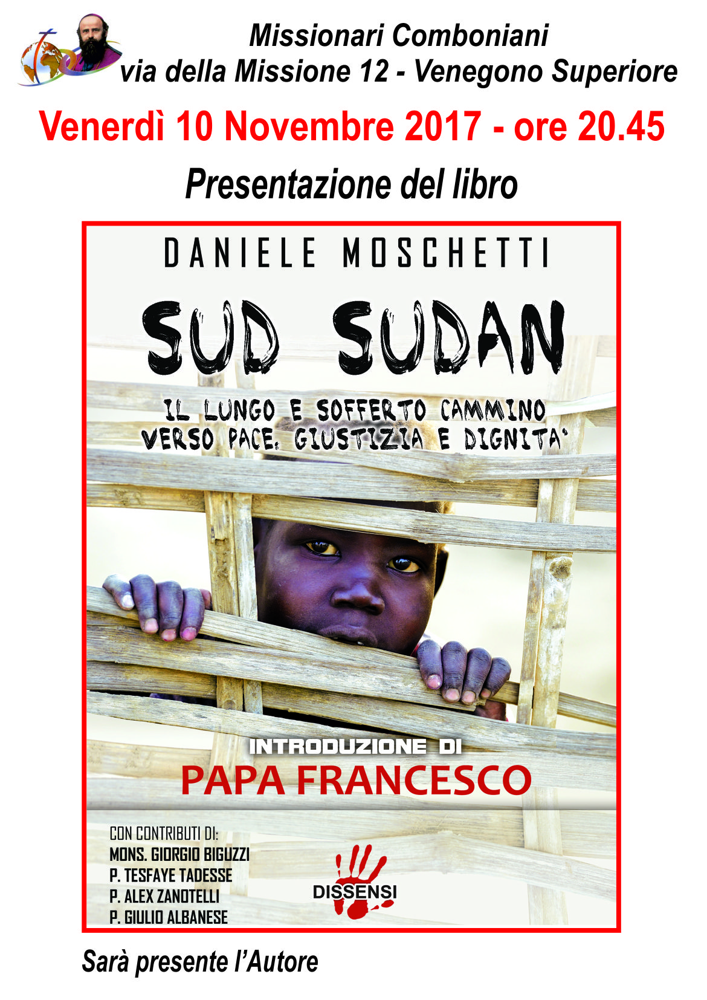 Missionari Comboniani
via della Missione 12 - Venegono Superiore
Venerdì 10 Novembre 2017 - ore 20.45
Presentazione del libro
DANIELE MOSCHETTI
SUD SUDAN
IL LUNGO E SOFFERTO CAMMINO
VERSO PACE, GIUSTIZIA E DIGNITA'
INTRODUZIONE DI
PAPA FRANCESCO
CON CONTRIBUTI DI:
MONS. GIORGIO BIGUZZI
P. TESFAYE TADESSE
P. ALEX ZANOTELLI
P. GIULIO ALBANESE
DISSENSI
Sarà presente l’Autore